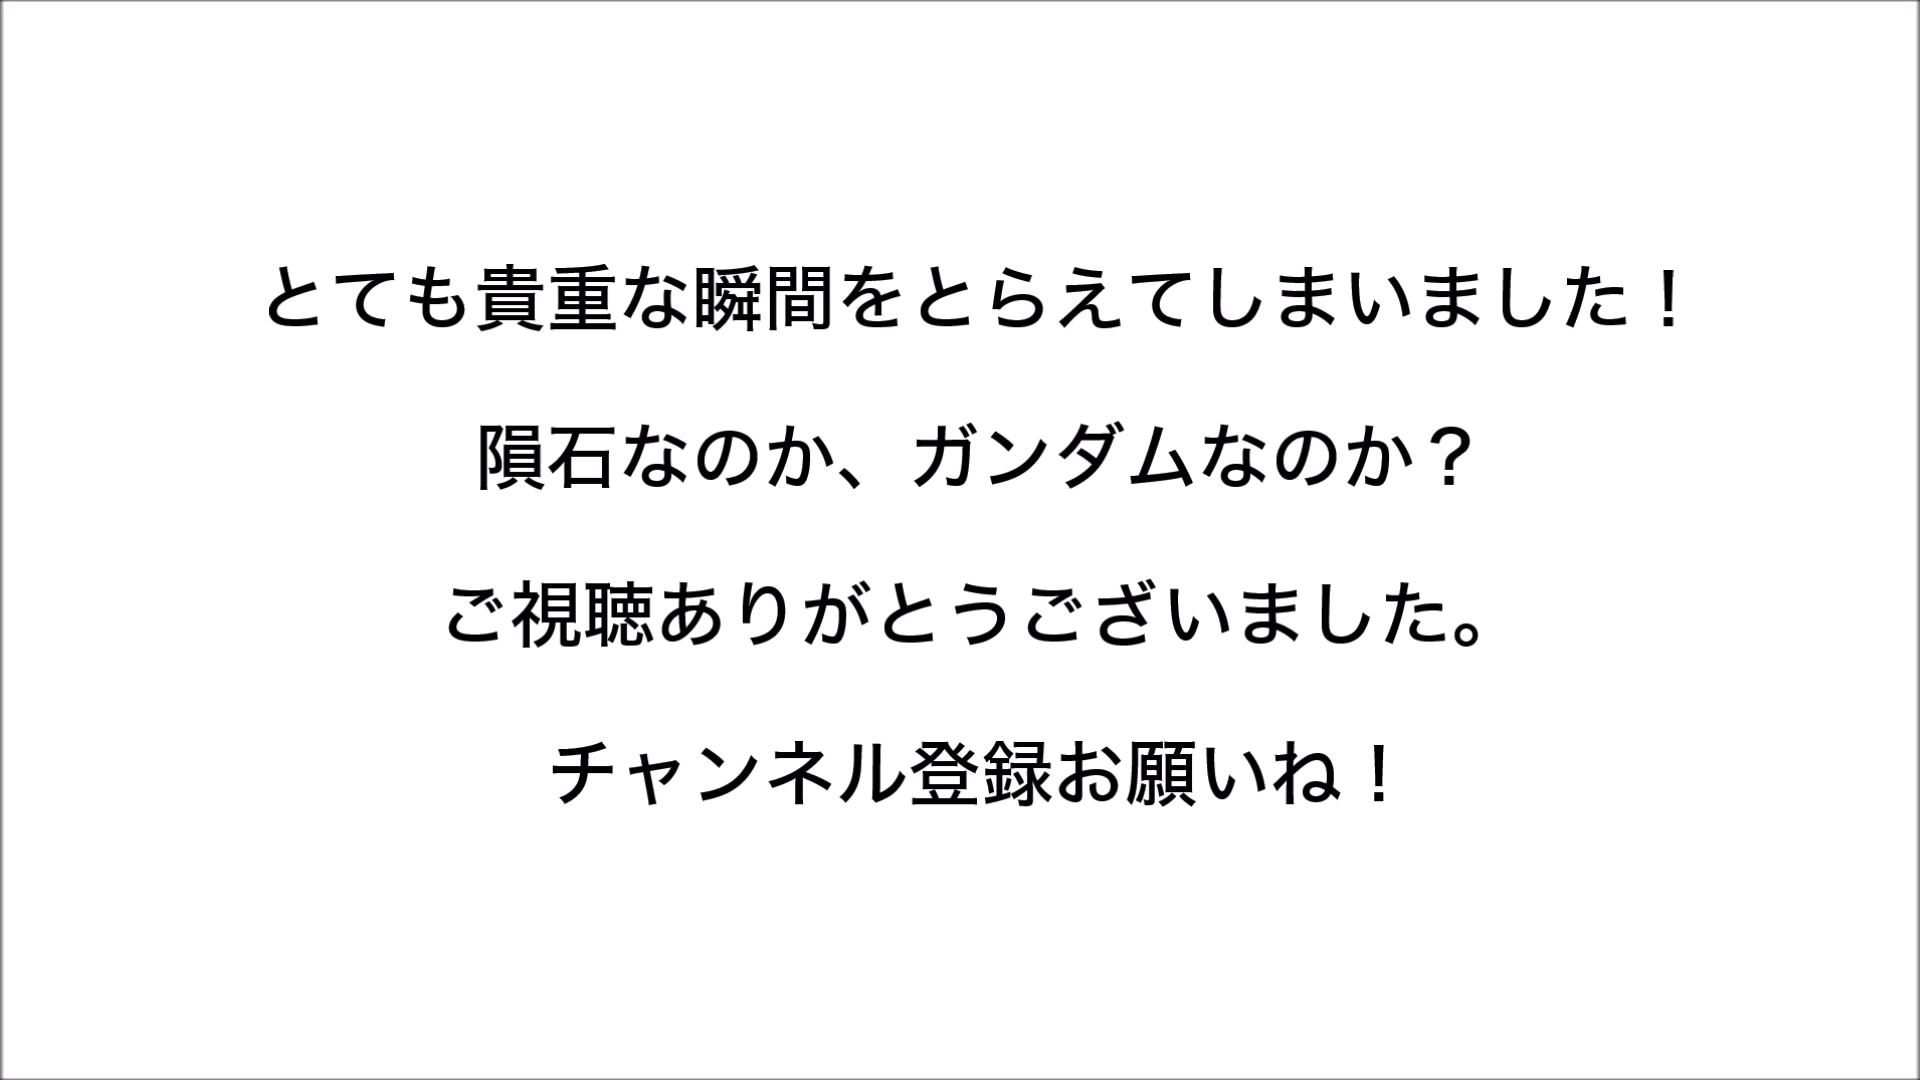 とても貴重な瞬間をとらえてしまいました！
隕石なのか、ガンダムなのか？
ご視聴ありがとうございました。
チャンネル登録お願いね！